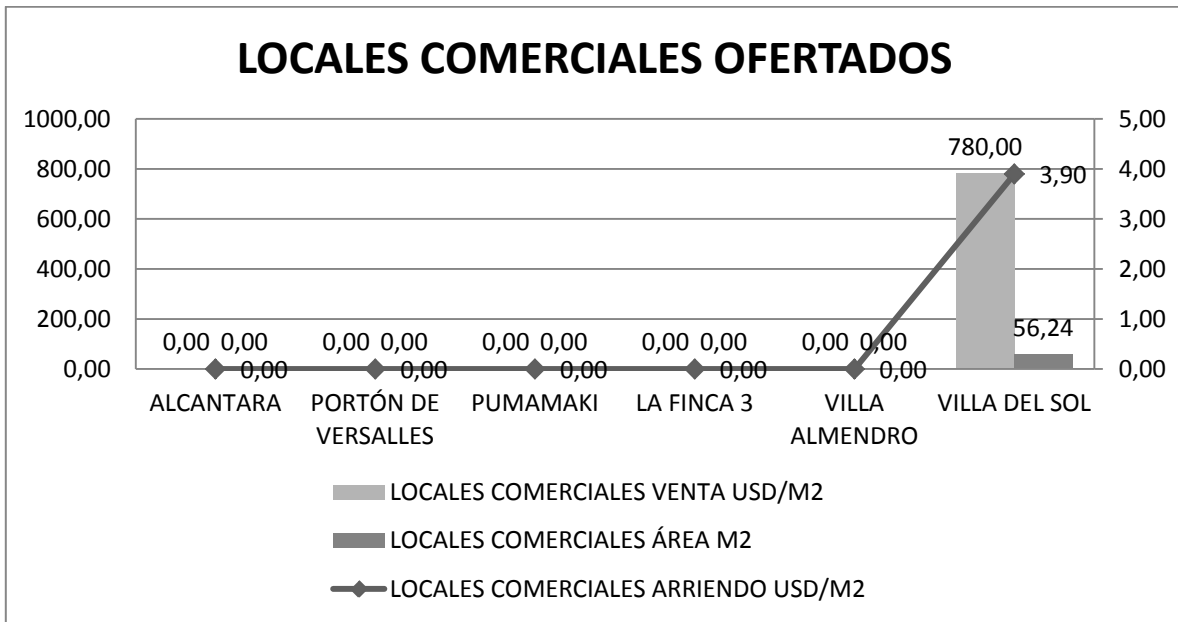 LOCALES COMERCIALES OFERTADOS
1000,00
800,00
600,00
400,00
200,00
0,00
5,00
4,00
3,00
2,00
1,00
0,00
780,00
3,90
56,24
0,00 0,00 0,00 0,00 0,00 0,00 0,00 0,00 0,00 0,00
0,00 0,00 0,00 0,00 0,00
ALCANTARA PORTÓN DE PUMAMAKI LA FINCA 3 VILLA VILLA DEL SOL
VERSALLES ALMENDRO
LOCALES COMERCIALES VENTA USD/M2
LOCALES COMERCIALES ÁREA M2
LOCALES COMERCIALES ARRIENDO USD/M2